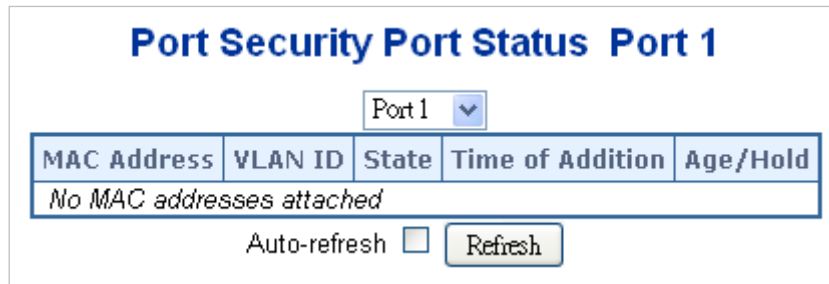 Port Security Port Status Port 1
Port 1
MAC Address VLAN ID State Time of Addition Age/Hold
No MAC addresses attached
Auto-refresh Refresh